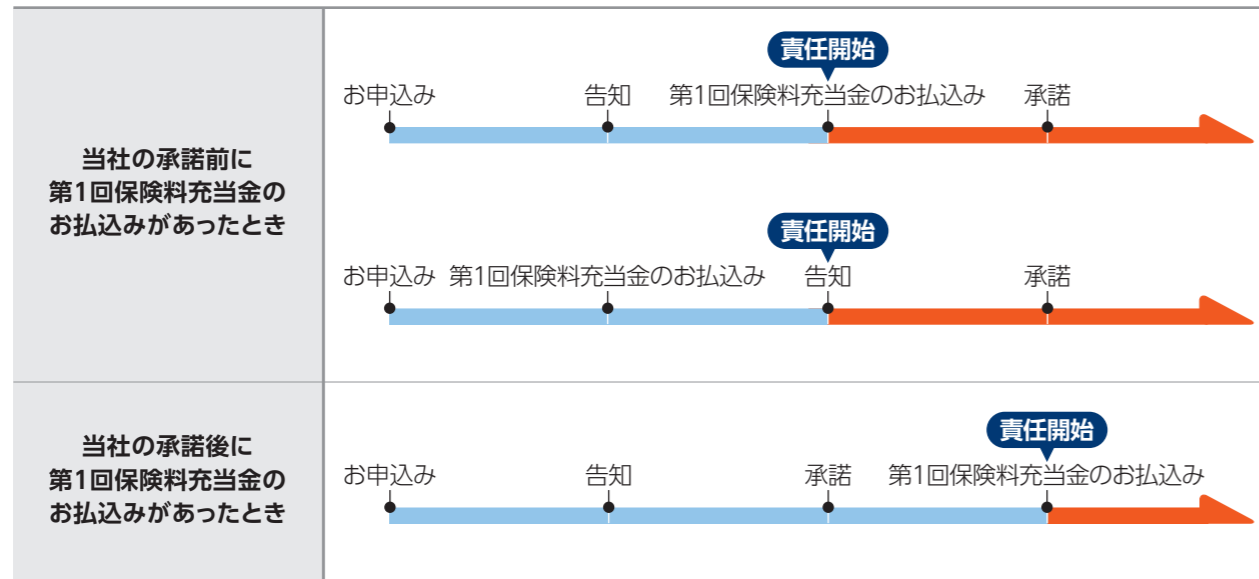 当社の承諾前に
第1回保険料充当金の
お払込みがあったとき
責任開始
お申込み 告知 第1回保険料充当金のお払込み 承諾
責任開始
お申込み 第1回保険料充当金のお払込み 告知 承諾
当社の承諾後に
第1回保険料充当金の
お払込みがあったとき
責任開始
お申込み 告知 承諾 第1回保険料充当金のお払込み